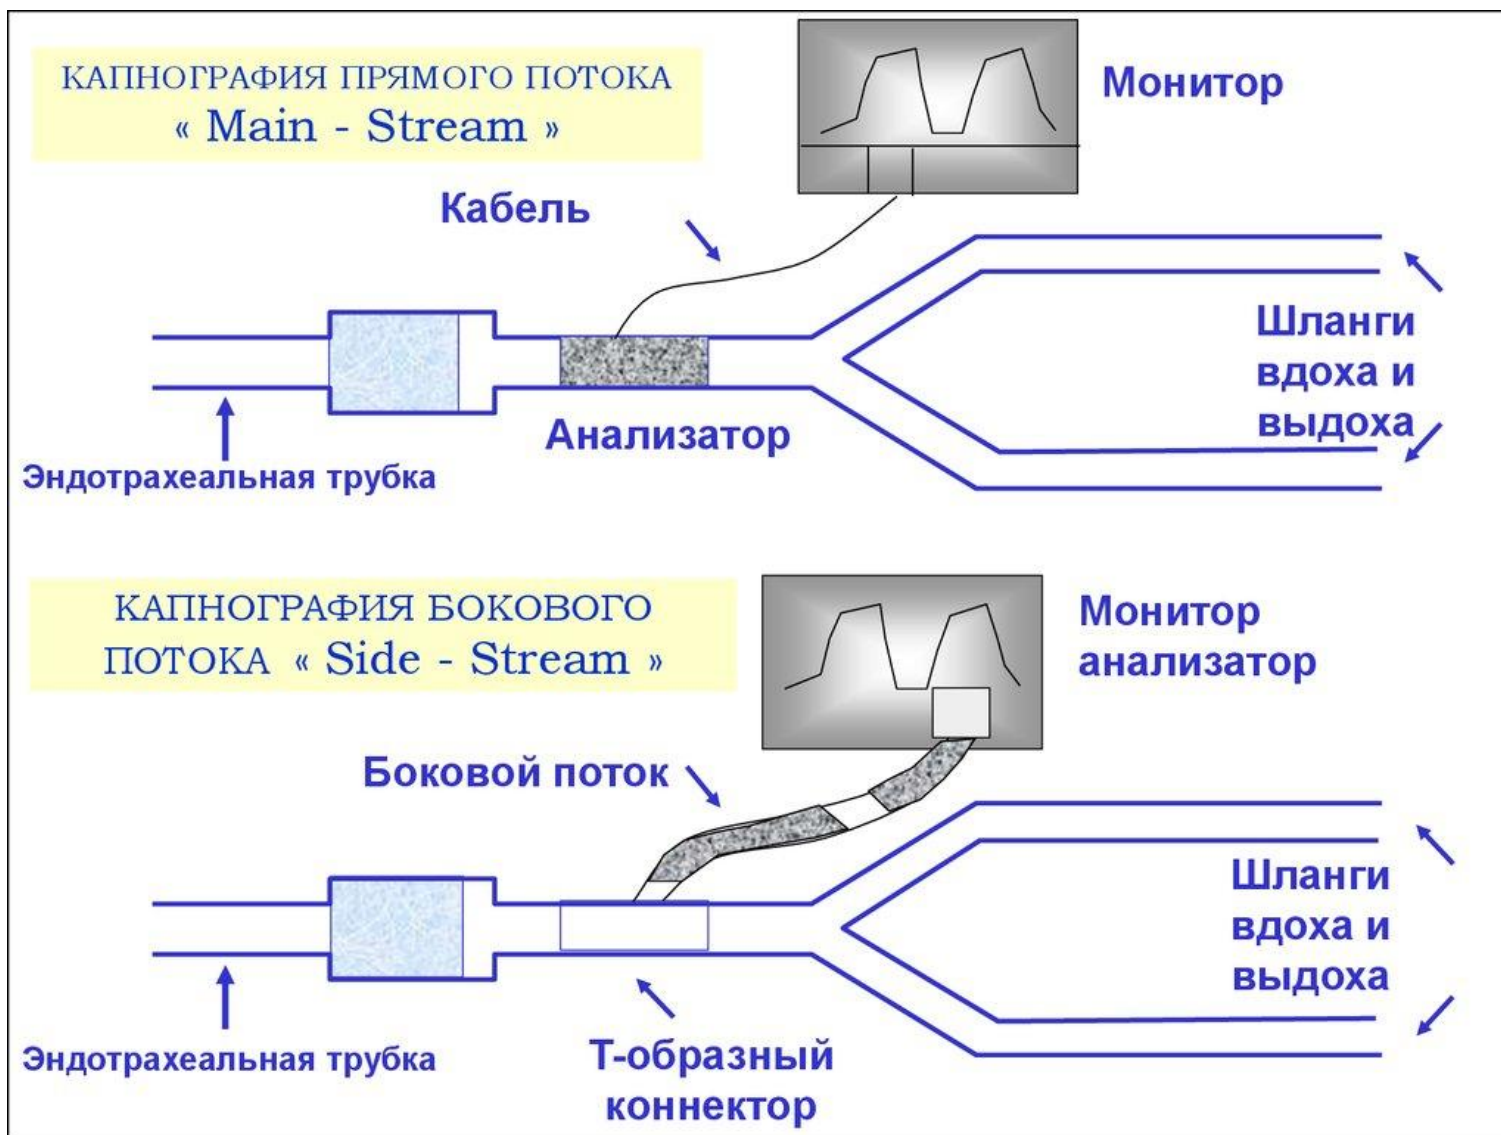 КАПНОГРАФИЯ ПРЯМОГО ПОТОКА
« Main - Stream »
Монитор
Кабель
Шланги
вдоха и
выдоха
Анализатор
Эндотрахеальная трубка
КАПНОГРАФИЯ БОКОВОГО
ПОТОКА « Side - Stream »
Монитор
анализатор
Боковой поток
Шланги
вдоха и
выдоха
Эндотрахеальная трубка
Т-образный
коннектор